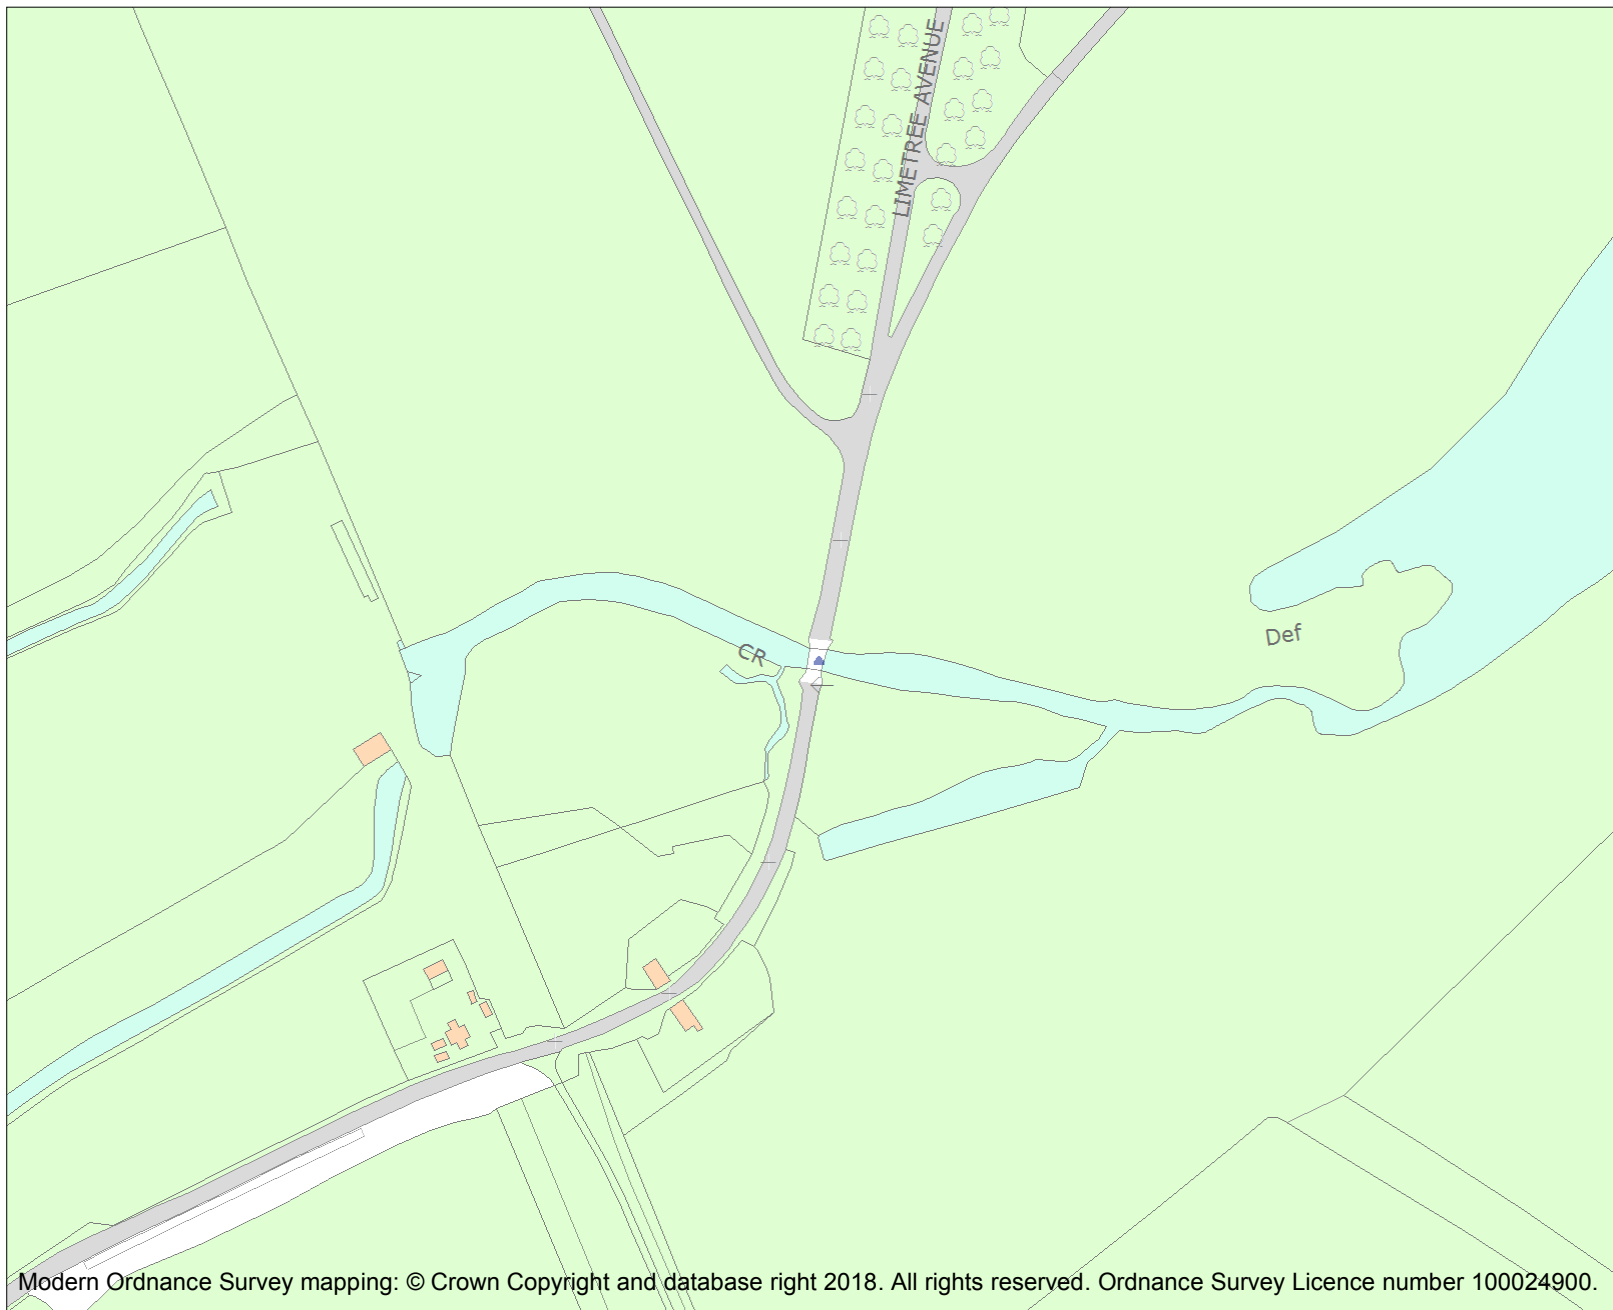 LIMETREE AVENUE
Def
CR
Modern Ordnance Survey mapping: © Crown Copyright and database right 2018. All rights reserved. Ordnance Survey Licence number 100024900.